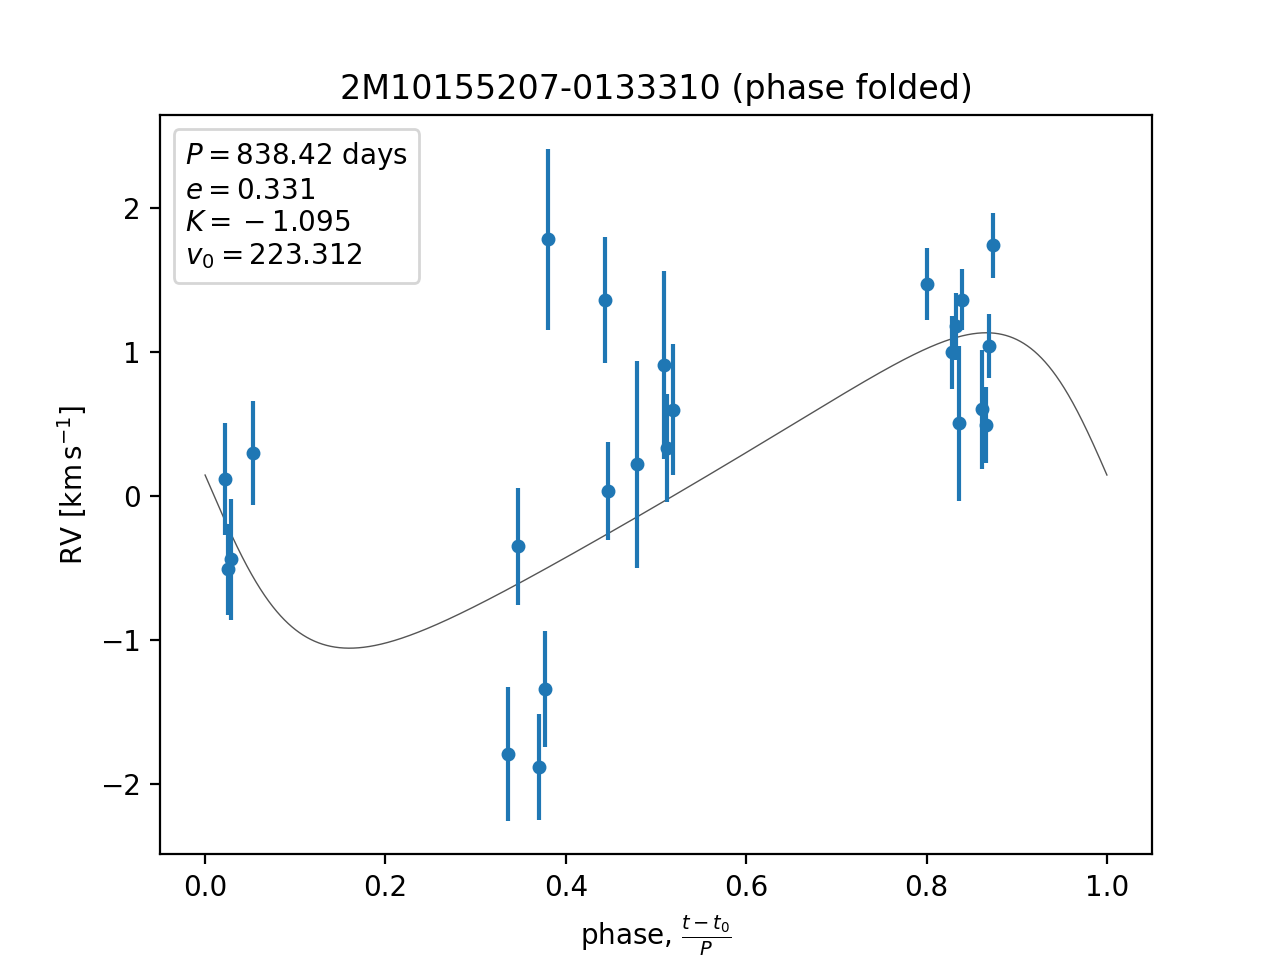 2M10155207-0133310 (phase folded)
P = 838.42 days
e = 0.331
K = −1.095
v₀ = 223.312
RV [km s⁻¹]
2
1
0
−1
−2
0.0 0.2 0.4 0.6 0.8 1.0
phase, (t − t₀)/P